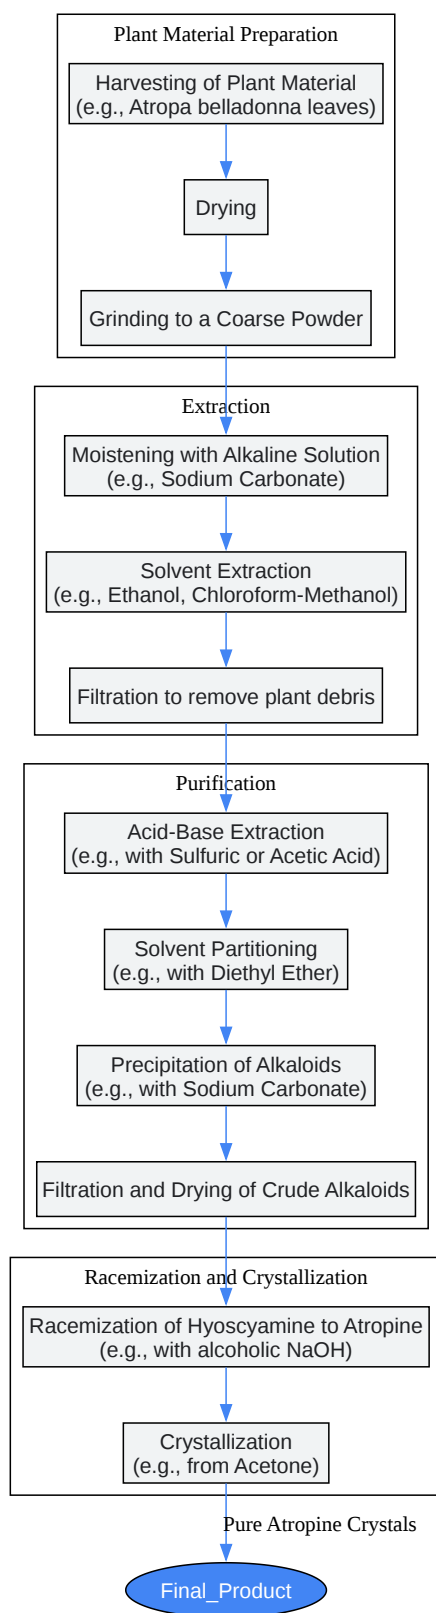 Plant Material Preparation
Harvesting of Plant Material
(e.g., Atropa belladonna leaves)
Drying
Grinding to a Coarse Powder
Extraction
Moistening with Alkaline Solution
(e.g., Sodium Carbonate)
Solvent Extraction
(e.g., Ethanol, Chloroform-Methanol)
Filtration to remove plant debris
Purification
Acid-Base Extraction
(e.g., with Sulfuric or Acetic Acid)
Solvent Partitioning
(e.g., with Diethyl Ether)
Precipitation of Alkaloids
(e.g., with Sodium Carbonate)
Filtration and Drying of Crude Alkaloids
Racemization and Crystallization
Racemization of Hyoscyamine to Atropine
(e.g., with alcoholic NaOH)
Crystallization
(e.g., from Acetone)
Pure Atropine Crystals
Final_Product